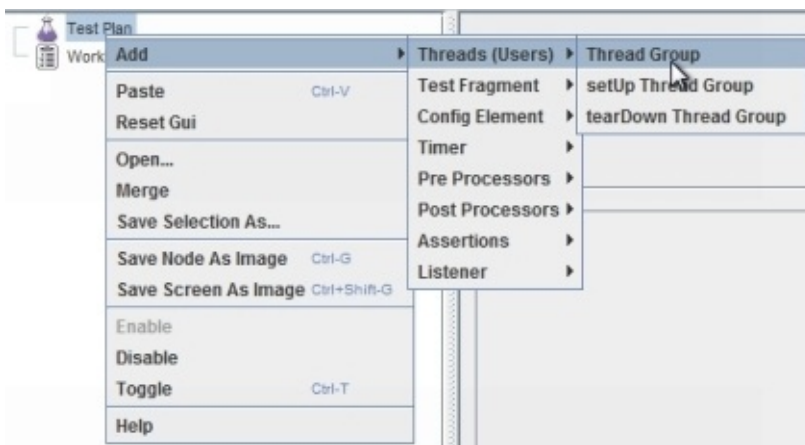 Test Plan
Work
Add
Paste Ctrl-V
Reset Gui
Open...
Merge
Save Selection As...
Save Node As Image Ctrl-G
Save Screen As Image Ctrl+Shift-G
Enable
Disable
Toggle Ctrl-T
Help
Threads (Users)
Test Fragment
Config Element
Timer
Pre Processors
Post Processors
Assertions
Listener
Thread Group
setUp Thread Group
tearDown Thread Group